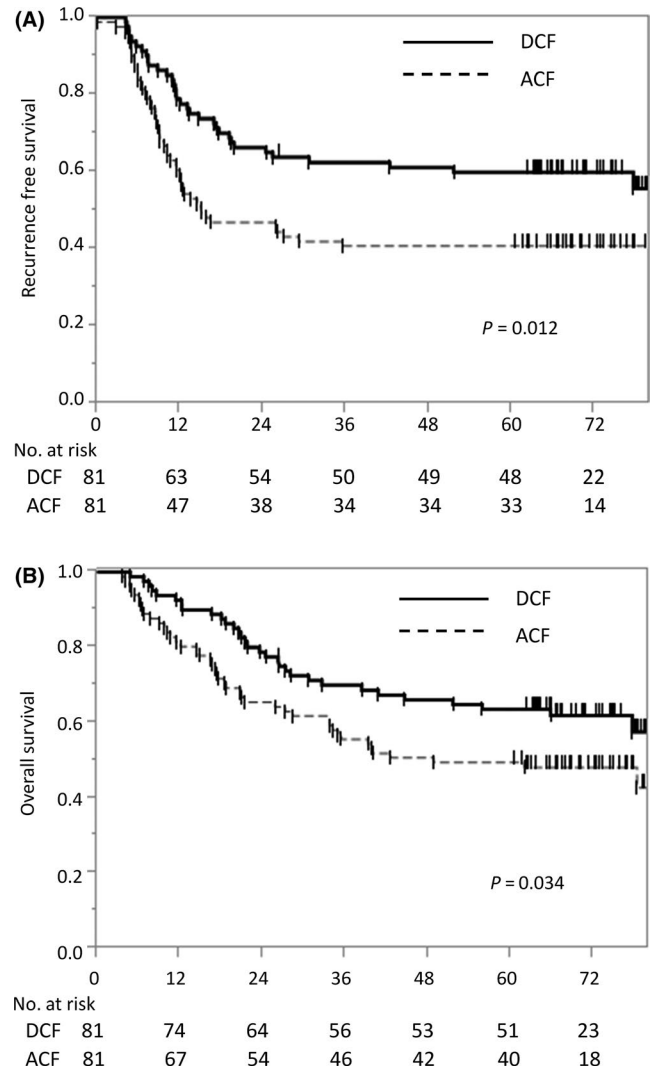 (A)
1.0
0.8
0.6
0.4
0.2
0.0
Recurrence free survival
DCF
ACF
P = 0.012
0 12 24 36 48 60 72
No. at risk
DCF 81 63 54 50 49 48 22
ACF 81 47 38 34 34 33 14
(B)
1.0
0.8
0.6
0.4
0.2
0.0
Overall survival
DCF
ACF
P = 0.034
0 12 24 36 48 60 72
No. at risk
DCF 81 74 64 56 53 51 23
ACF 81 67 54 46 42 40 18